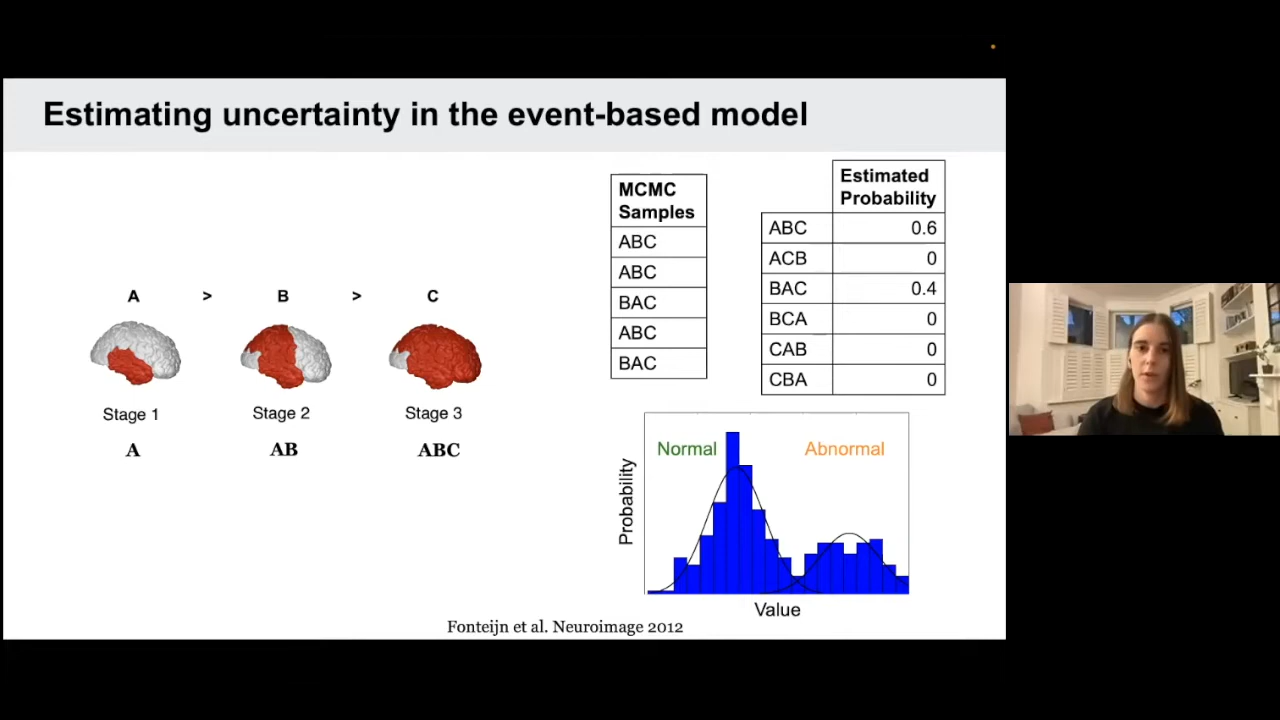 Estimating uncertainty in the event-based model
A > B > C
Stage 1 Stage 2 Stage 3
A AB ABC
MCMC
Samples
ABC
ABC
BAC
ABC
BAC
Estimated
Probability
ABC 0.6
ACB 0
BAC 0.4
BCA 0
CAB 0
CBA 0
Normal Abnormal
Probability
Value
Fonteijn et al. Neuroimage 2012